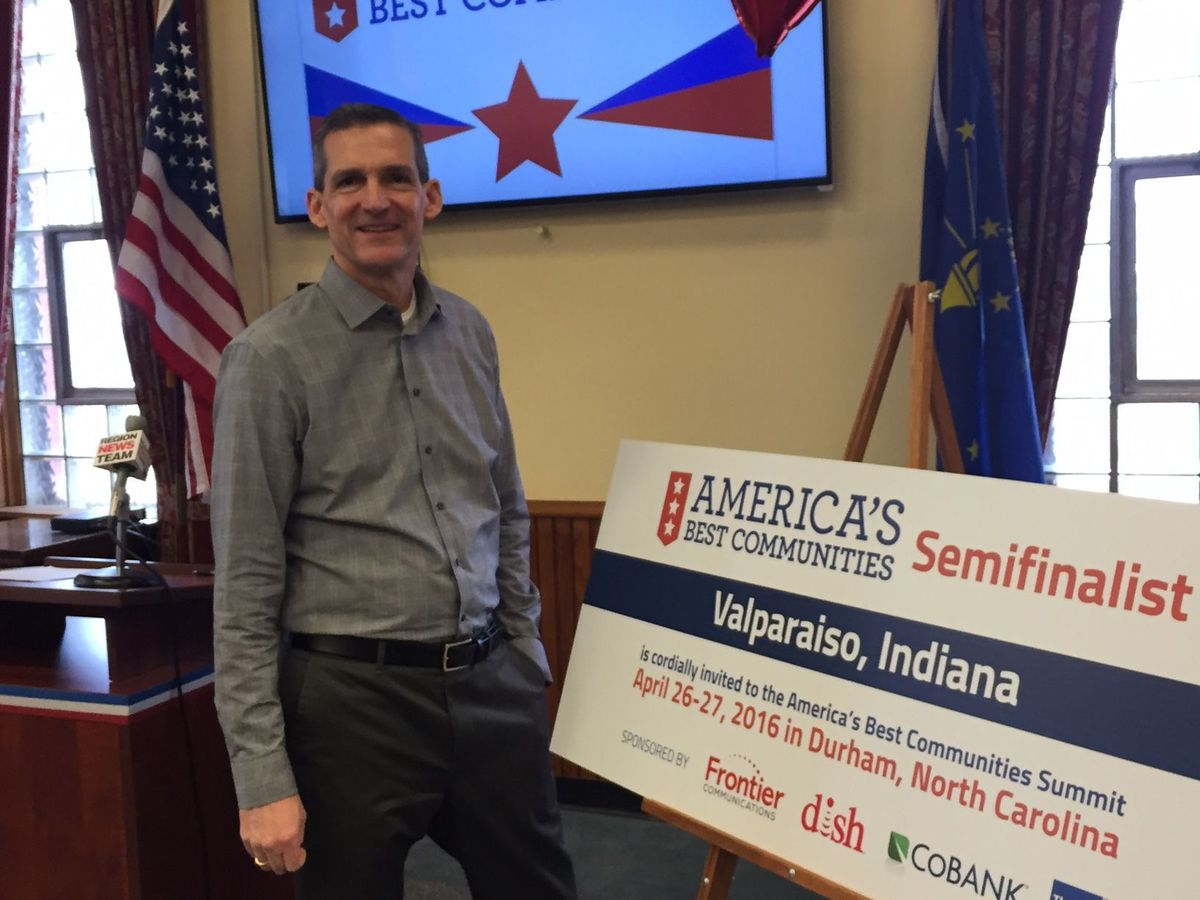 BEST
REGION
NEWS
TEAM
AMERICA'S
BEST COMMUNITIES
Semifinalist
Valparaiso, Indiana
is cordially invited to the America's Best Communities Summit
April 26-27, 2016 in Durham, North Carolina
SPONSORED BY
Frontier
COMMUNICATIONS
dish
COBANK